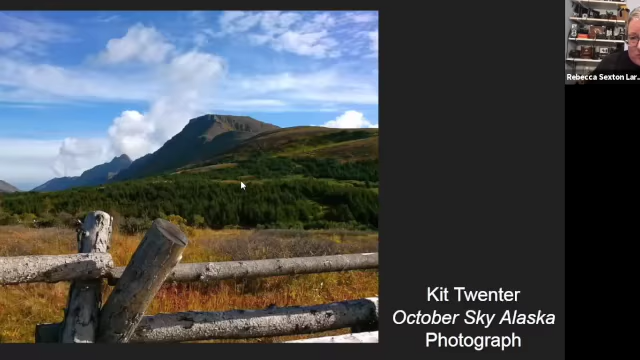 Kit Twenter
October Sky Alaska
Photograph
Rebecca Sexton Lar...